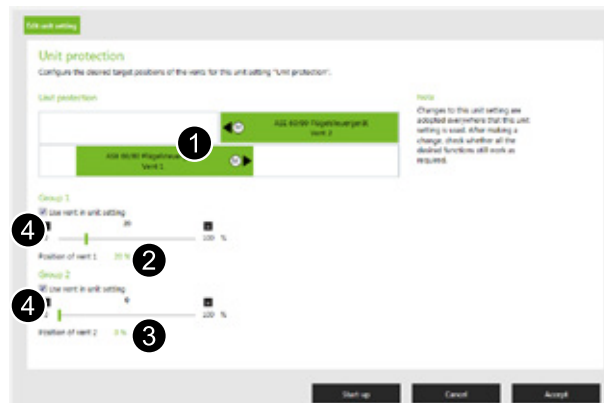 Edit unit setting
Unit protection
Configure the desired target positions of the vents for this unit setting "Unit protection".
Unit protection
Note
Changes to this unit setting are
adopted everywhere that this unit
setting is used. After making a
change, check whether all the
desired functions still work as
required.
Vent 2
1
Vent 1
Group 1
Use vent in unit setting
4
20
100 %
Position of vent 1 20 %
2
Group 2
Use vent in unit setting
4
0
100 %
Position of vent 2 0 %
3
Start-up
Cancel
Accept